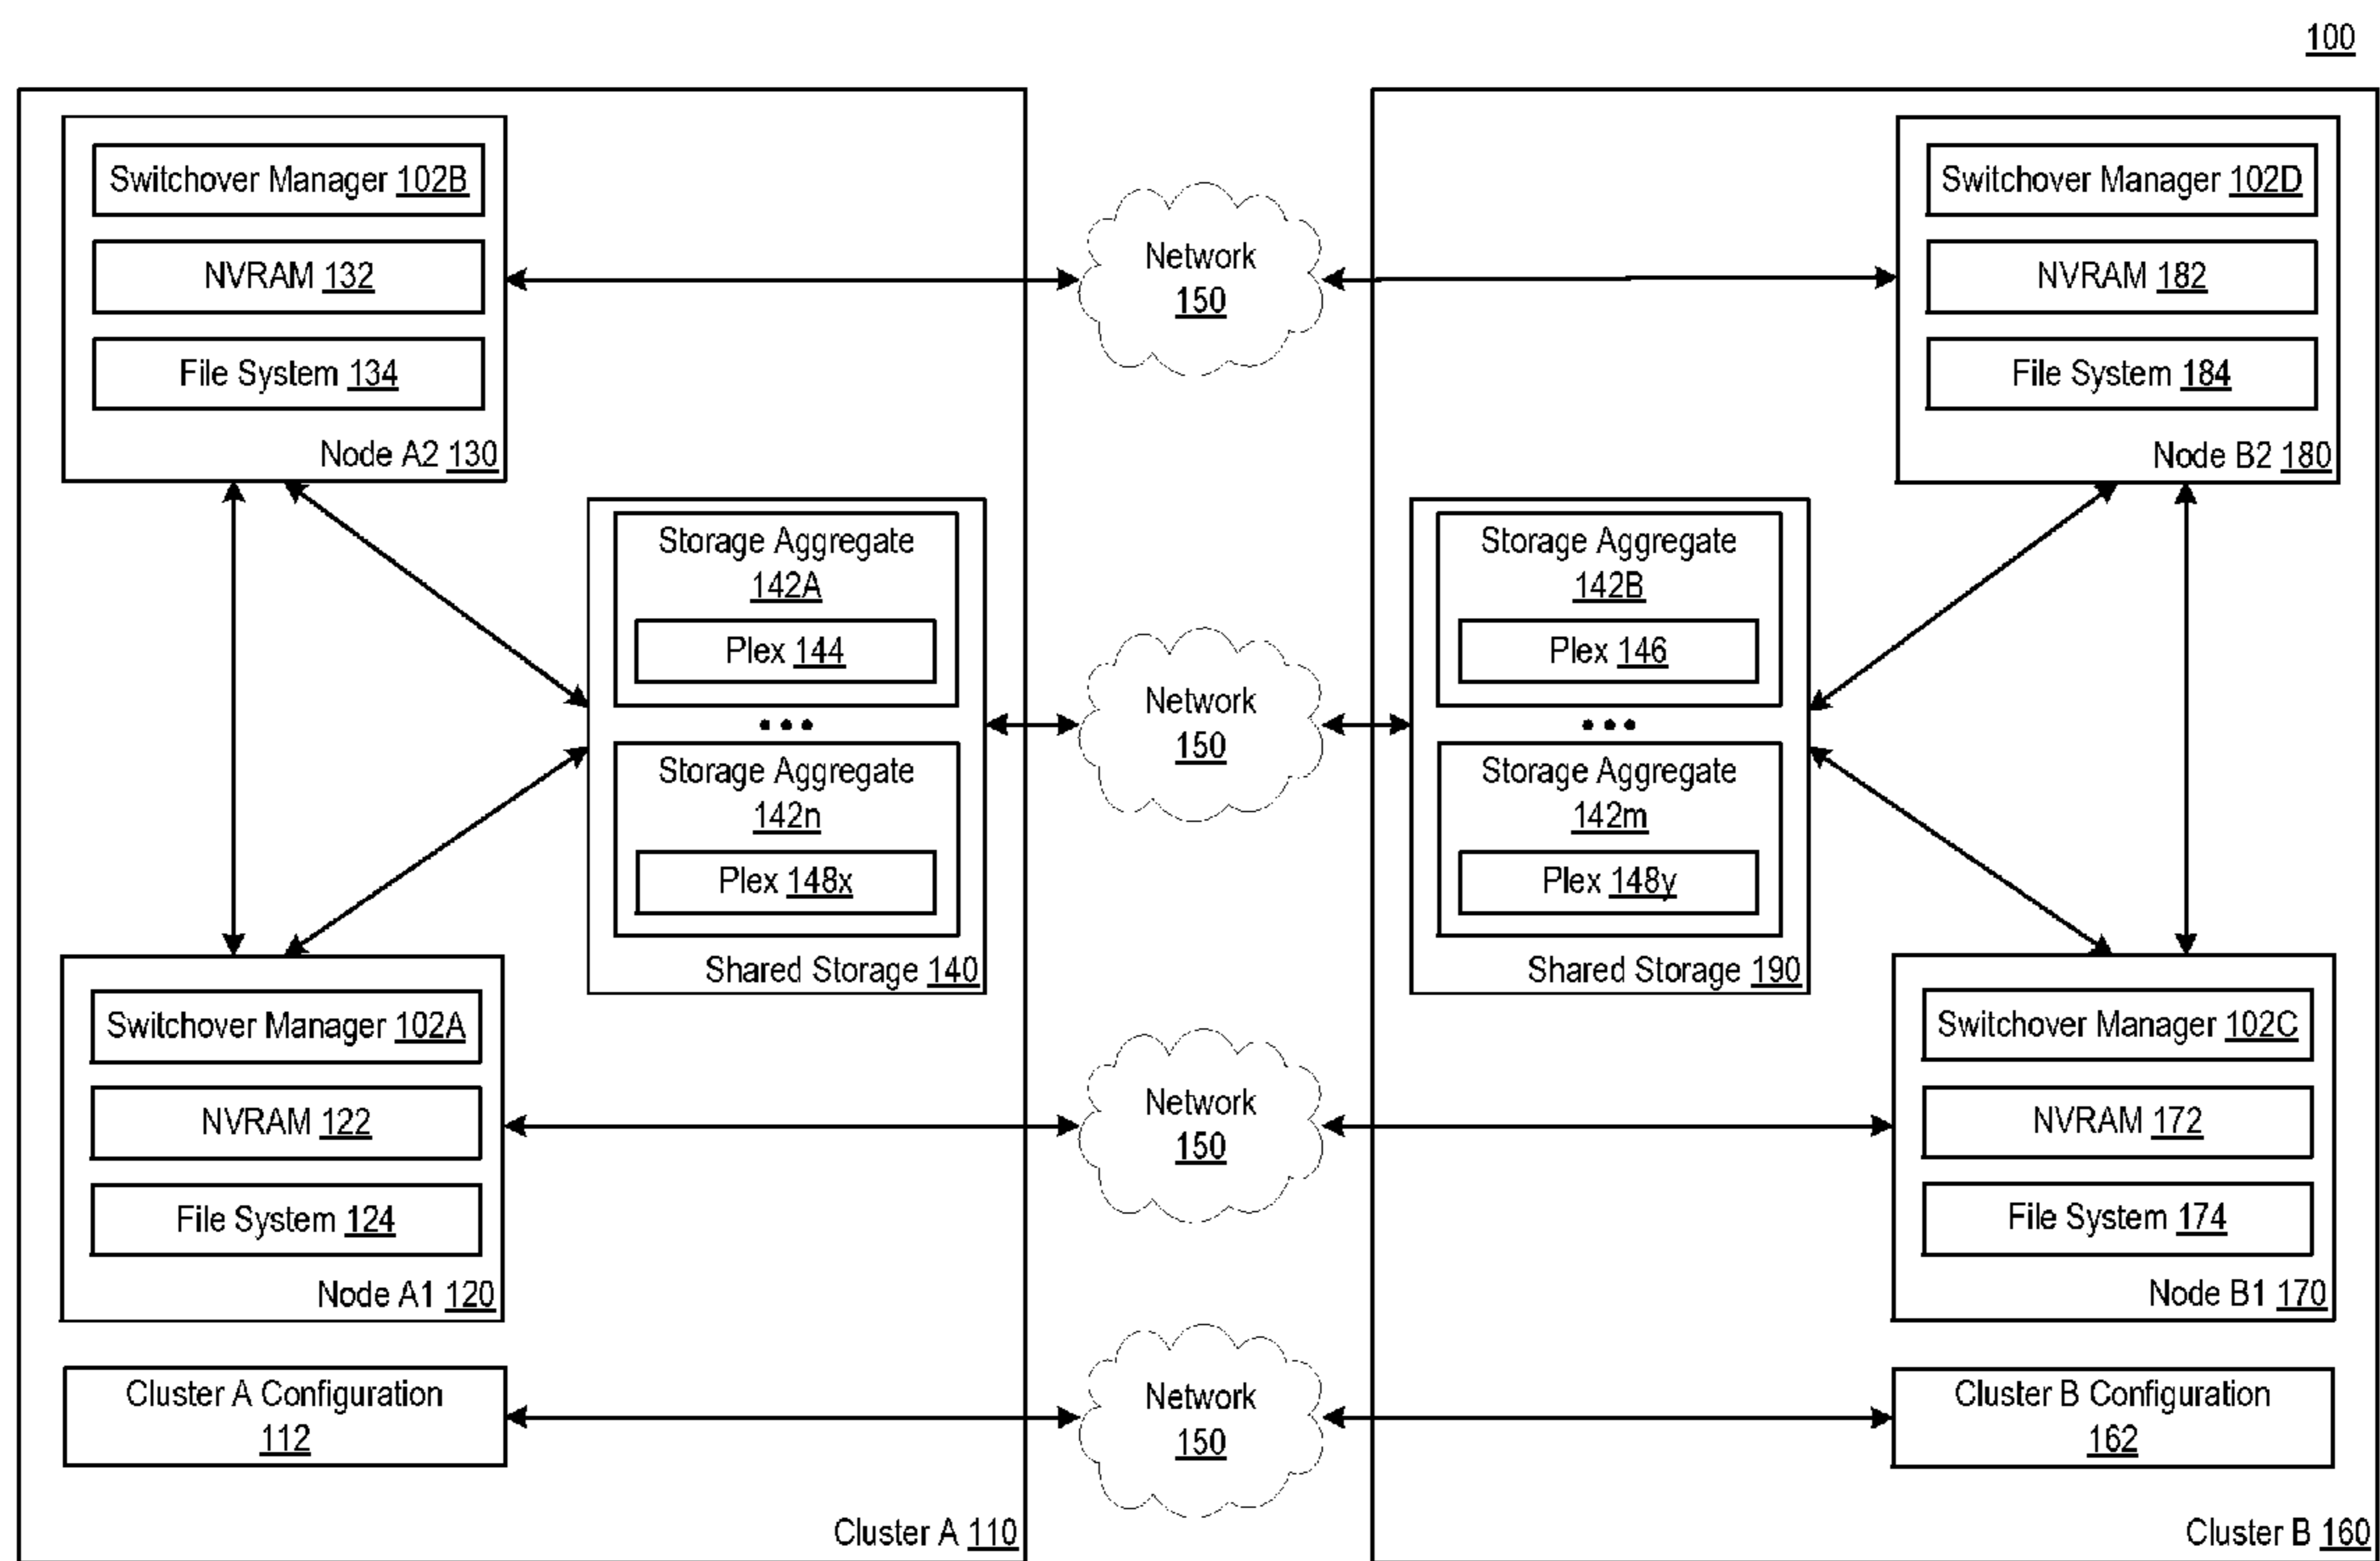 100
Switchover Manager 102B
NVRAM 132
File System 134
Node A2 130
Storage Aggregate
142A
Plex 144
Storage Aggregate
142n
Plex 148x
Shared Storage 140
Switchover Manager 102A
NVRAM 122
File System 124
Node A1 120
Cluster A Configuration
112
Cluster A 110
Network
150
Network
150
Network
150
Network
150
Switchover Manager 102D
NVRAM 182
File System 184
Node B2 180
Storage Aggregate
142B
Plex 146
Storage Aggregate
142m
Plex 148y
Shared Storage 190
Switchover Manager 102C
NVRAM 172
File System 174
Node B1 170
Cluster B Configuration
162
Cluster B 160